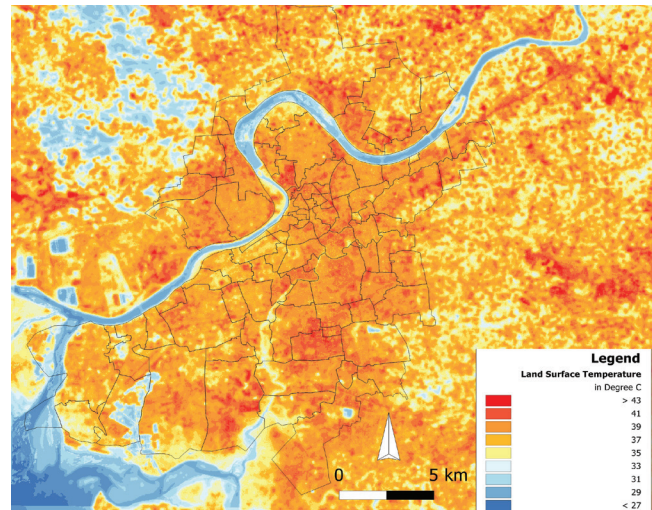 Legend
Land Surface Temperature
in Degree C
> 43
41
39
37
35
33
31
29
< 27
0 5 km